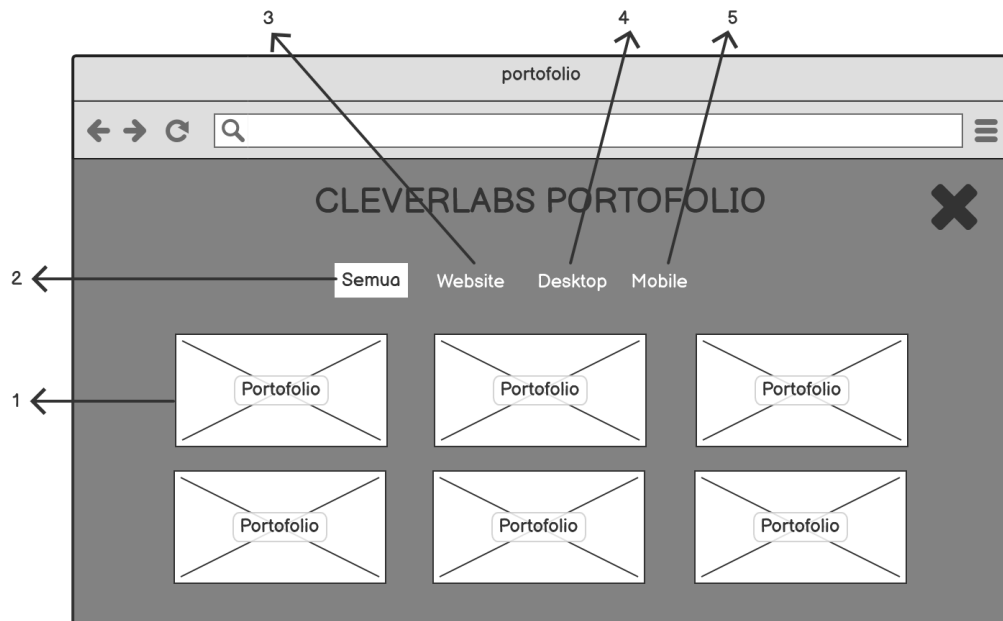 3 4 5
portofolio
CLEVERLABS PORTOFOLIO
2 Semua Website Desktop Mobile
1 Portofolio Portofolio Portofolio
Portofolio Portofolio Portofolio